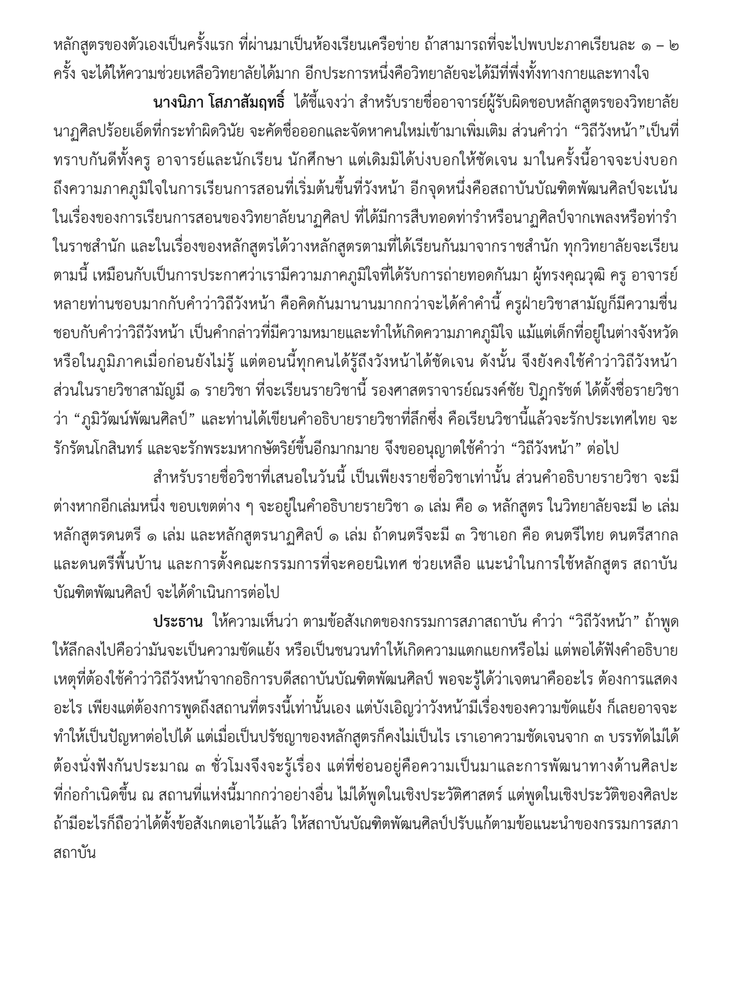 หลักสูตรของตัวเองเป็นครั้งแรก ที่ผ่านมาเป็นห้องเรียนเครือข่าย ถ้าสามารถที่จะไปพบปะภาคเรียนละ ๑ – ๒
ครั้ง จะได้ให้ความช่วยเหลือวิทยาลัยได้มาก อีกประการหนึ่งคือวิทยาลัยจะได้มีที่พึ่งทั้งทางกายและทางใจ
นางนิภา โสภาสัมฤทธิ์ ได้ชี้แจงว่า สำหรับรายชื่ออาจารย์ผู้รับผิดชอบหลักสูตรของวิทยาลัย
นาฏศิลปร้อยเอ็ดที่กระทำผิดวินัย จะคัดชื่อออกและจัดหาคนใหม่เข้ามาเพิ่มเติม ส่วนคำว่า “วิถีวังหน้า”เป็นที่
ทราบกันดีทั้งครู อาจารย์และนักเรียน นักศึกษา แต่เดิมมิได้บ่งบอกให้ชัดเจน มาในครั้งนี้อาจจะบ่งบอก
ถึงความภาคภูมิใจในการเรียนการสอนที่เริ่มต้นขึ้นที่วังหน้า อีกจุดหนึ่งคือสถาบันบัณฑิตพัฒนศิลป์จะเน้น
ในเรื่องของการเรียนการสอนของวิทยาลัยนาฏศิลป ที่ได้มีการสืบทอดท่ารำหรือนาฏศิลป์จากเพลงหรือท่ารำ
ในราชสำนัก และในเรื่องของหลักสูตรได้วางหลักสูตรตามที่ได้เรียนกันมาจากราชสำนัก ทุกวิทยาลัยจะเรียน
ตามนี้ เหมือนกับเป็นการประกาศว่าเรามีความภาคภูมิใจที่ได้รับการถ่ายทอดกันมา ผู้ทรงคุณวุฒิ ครู อาจารย์
หลายท่านชอบมากกับคำว่าวิถีวังหน้า คือคิดกันมานานมากกว่าจะได้คำคำนี้ ครูฝ่ายวิชาสามัญก็มีความชื่น
ชอบกับคำว่าวิถีวังหน้า เป็นคำกล่าวที่มีความหมายและทำให้เกิดความภาคภูมิใจ แม้แต่เด็กที่อยู่ในต่างจังหวัด
หรือในภูมิภาคเมื่อก่อนยังไม่รู้ แต่ตอนนี้ทุกคนได้รู้ถึงวังหน้าได้ชัดเจน ดังนั้น จึงยังคงใช้คำว่าวิถีวังหน้า
ส่วนในรายวิชาสามัญมี ๑ รายวิชา ที่จะเรียนรายวิชานี้ รองศาสตราจารย์ณรงค์ชัย ปิฎกรัชต์ ได้ตั้งชื่อรายวิชา
ว่า “ภูมิวัฒน์พัฒนศิลป์” และท่านได้เขียนคำอธิบายรายวิชาที่ลึกซึ่ง คือเรียนวิชานี้แล้วจะรักประเทศไทย จะ
รักรัตนโกสินทร์ และจะรักพระมหากษัตริย์ขึ้นอีกมากมาย จึงขออนุญาตใช้คำว่า “วิถีวังหน้า” ต่อไป
สำหรับรายชื่อวิชาที่เสนอในวันนี้ เป็นเพียงรายชื่อวิชาเท่านั้น ส่วนคำอธิบายรายวิชา จะมี
ต่างหากอีกเล่มหนึ่ง ขอบเขตต่าง ๆ จะอยู่ในคำอธิบายรายวิชา ๑ เล่ม คือ ๑ หลักสูตร ในวิทยาลัยจะมี ๒ เล่ม
หลักสูตรดนตรี ๑ เล่ม และหลักสูตรนาฏศิลป์ ๑ เล่ม ถ้าดนตรีจะมี ๓ วิชาเอก คือ ดนตรีไทย ดนตรีสากล
และดนตรีพื้นบ้าน และการตั้งคณะกรรมการที่จะคอยนิเทศ ช่วยเหลือ แนะนำในการใช้หลักสูตร สถาบัน
บัณฑิตพัฒนศิลป์ จะได้ดำเนินการต่อไป
ประธาน ให้ความเห็นว่า ตามข้อสังเกตของกรรมการสภาสถาบัน คำว่า “วิถีวังหน้า” ถ้าพูด
ให้ลึกลงไปคือว่ามันจะเป็นความขัดแย้ง หรือเป็นชนวนทำให้เกิดความแตกแยกหรือไม่ แต่พอได้ฟังคำอธิบาย
เหตุที่ต้องใช้คำว่าวิถีวังหน้าจากอธิการบดีสถาบันบัณฑิตพัฒนศิลป์ พอจะรู้ได้ว่าเจตนาคืออะไร ต้องการแสดง
อะไร เพียงแต่ต้องการพูดถึงสถานที่ตรงนี้เท่านั้นเอง แต่บังเอิญว่าวังหน้ามีเรื่องของความขัดแย้ง ก็เลยอาจจะ
ทำให้เป็นปัญหาต่อไปได้ แต่เมื่อเป็นปรัชญาของหลักสูตรก็คงไม่เป็นไร เราเอาความชัดเจนจาก ๓ บรรทัดไม่ได้
ต้องนั่งฟังกันประมาณ ๓ ชั่วโมงจึงจะรู้เรื่อง แต่ที่ซ่อนอยู่คือความเป็นมาและการพัฒนาทางด้านศิลปะ
ที่ก่อกำเนิดขึ้น ณ สถานที่แห่งนี้มากกว่าอย่างอื่น ไม่ได้พูดในเชิงประวัติศาสตร์ แต่พูดในเชิงประวัติของศิลปะ
ถ้ามีอะไรก็ถือว่าได้ตั้งข้อสังเกตเอาไว้แล้ว ให้สถาบันบัณฑิตพัฒนศิลป์ปรับแก้ตามข้อแนะนำของกรรมการสภา
สถาบัน